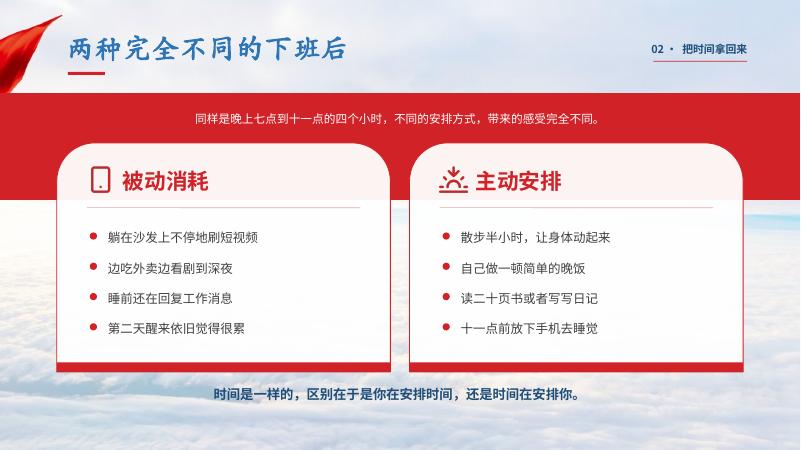 两种完全不同的下班后
02 · 把时间拿回来
同样是晚上七点到十一点的四个小时，不同的安排方式，带来的感受完全不同。
被动消耗
躺在沙发上不停地刷短视频
边吃外卖边看剧到深夜
睡前还在回复工作消息
第二天醒来依旧觉得很累
主动安排
散步半小时，让身体动起来
自己做一顿简单的晚饭
读二十页书或者写写日记
十一点前放下手机去睡觉
时间是一样的，区别在于是你在安排时间，还是时间在安排你。